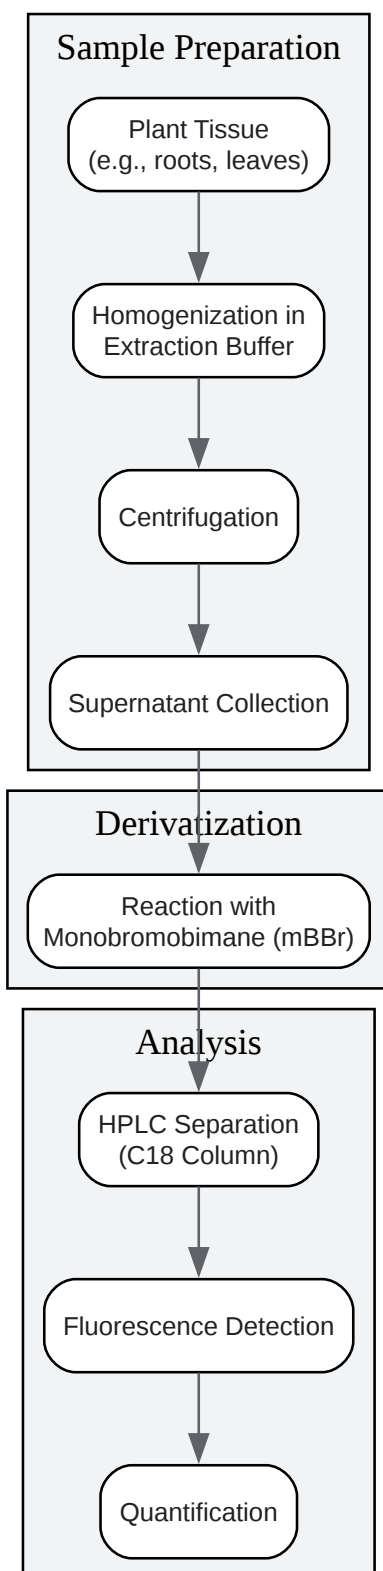 Sample Preparation
Plant Tissue
(e.g., roots, leaves)
Homogenization in
Extraction Buffer
Centrifugation
Supernatant Collection
Derivatization
Reaction with
Monobromobimane (mBBr)
Analysis
HPLC Separation
(C18 Column)
Fluorescence Detection
Quantification